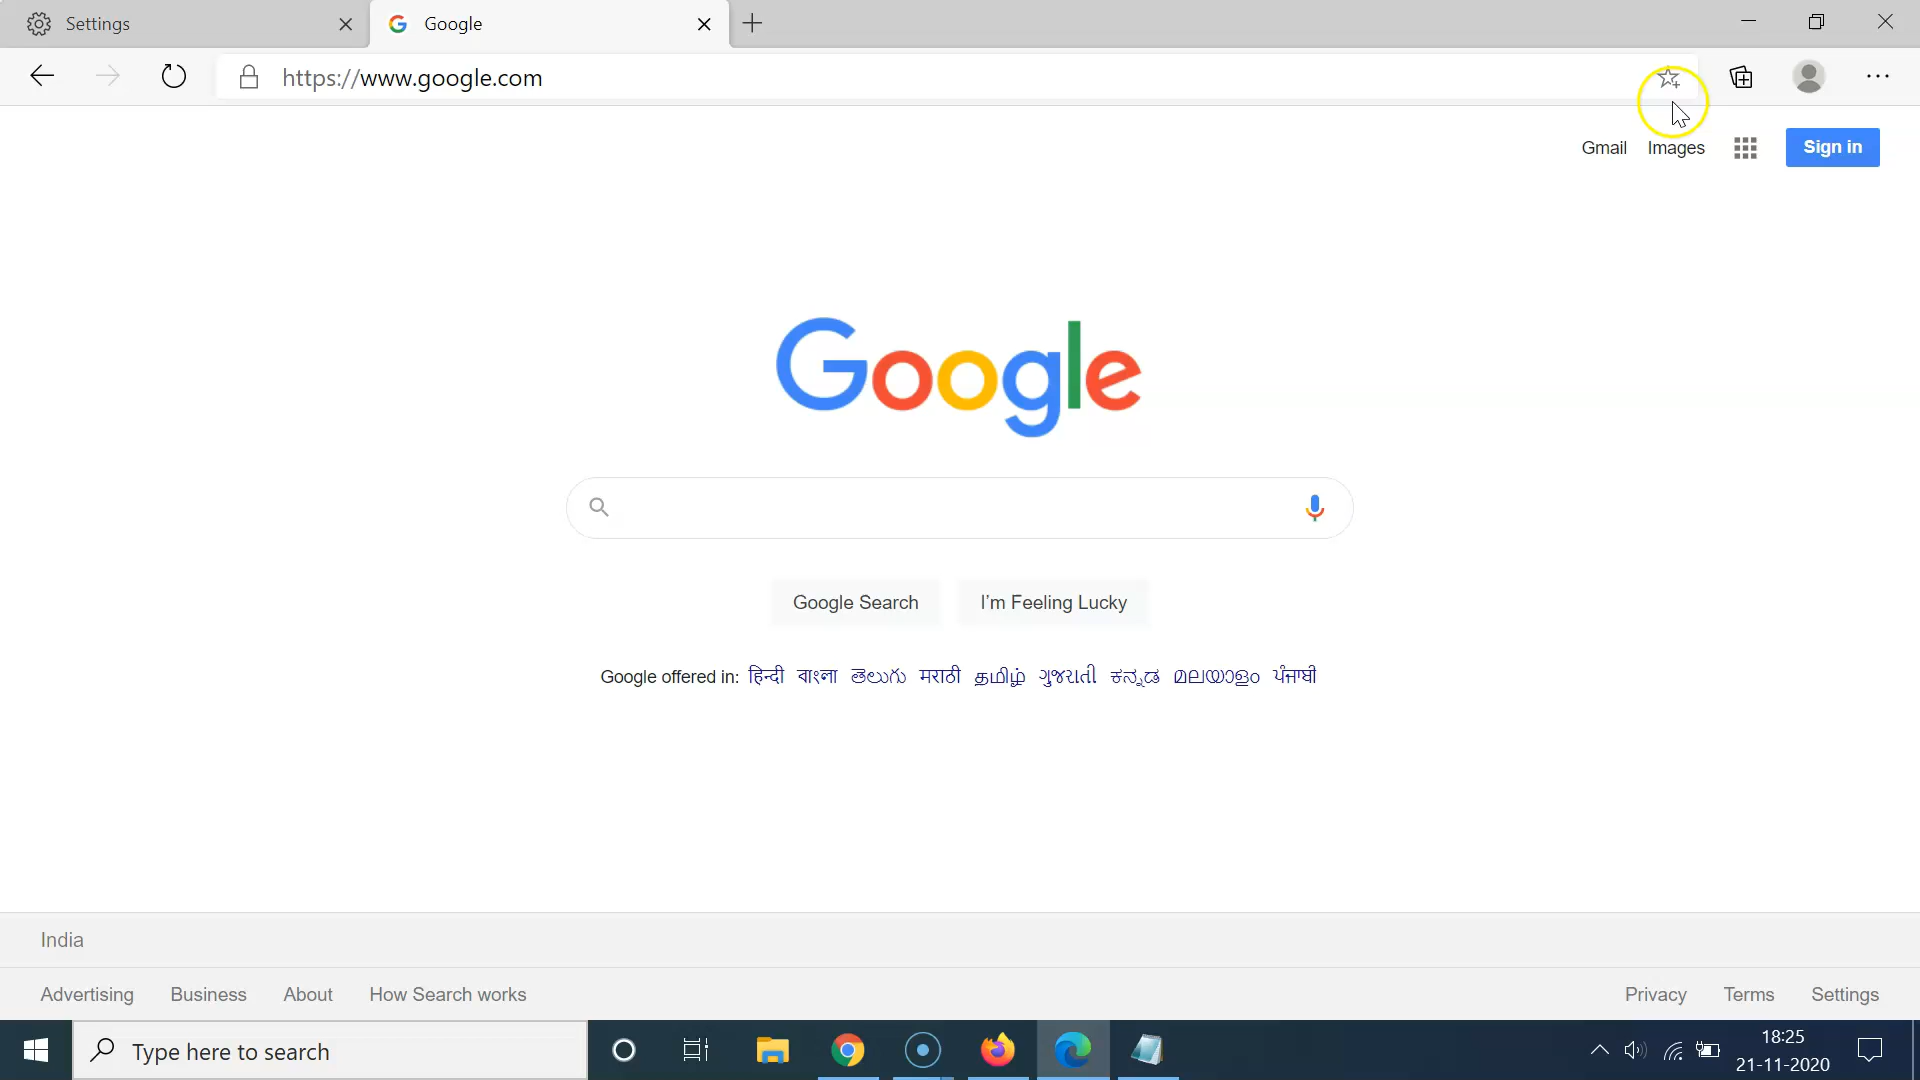 Settings
Google
https://www.google.com
Gmail Images Sign in
Google
Google Search I'm Feeling Lucky
Google offered in: हिन्दी বাংলা తెలుగు मराठी தமிழ் ગુજરાતી ಕನ್ನಡ മലയാളം ਪੰਜਾਬੀ
India
Advertising Business About How Search works Privacy Terms Settings
Type here to search
18:25
21-11-2020